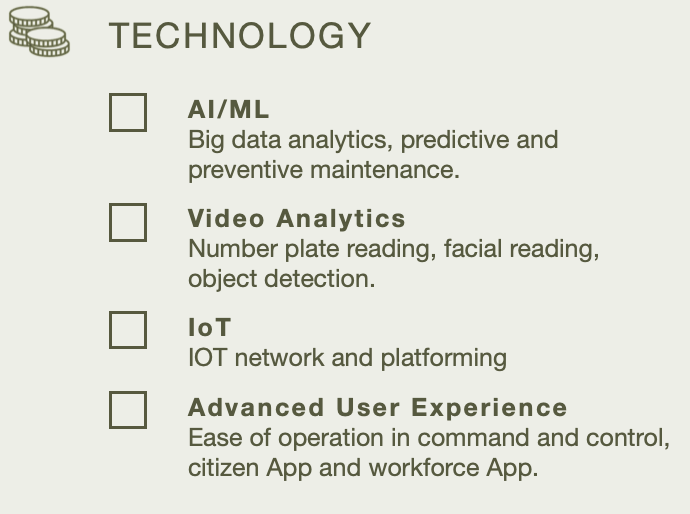 TECHNOLOGY
AI/ML
Big data analytics, predictive and
preventive maintenance.
Video Analytics
Number plate reading, facial reading,
object detection.
IoT
IOT network and platforming
Advanced User Experience
Ease of operation in command and control,
citizen App and workforce App.